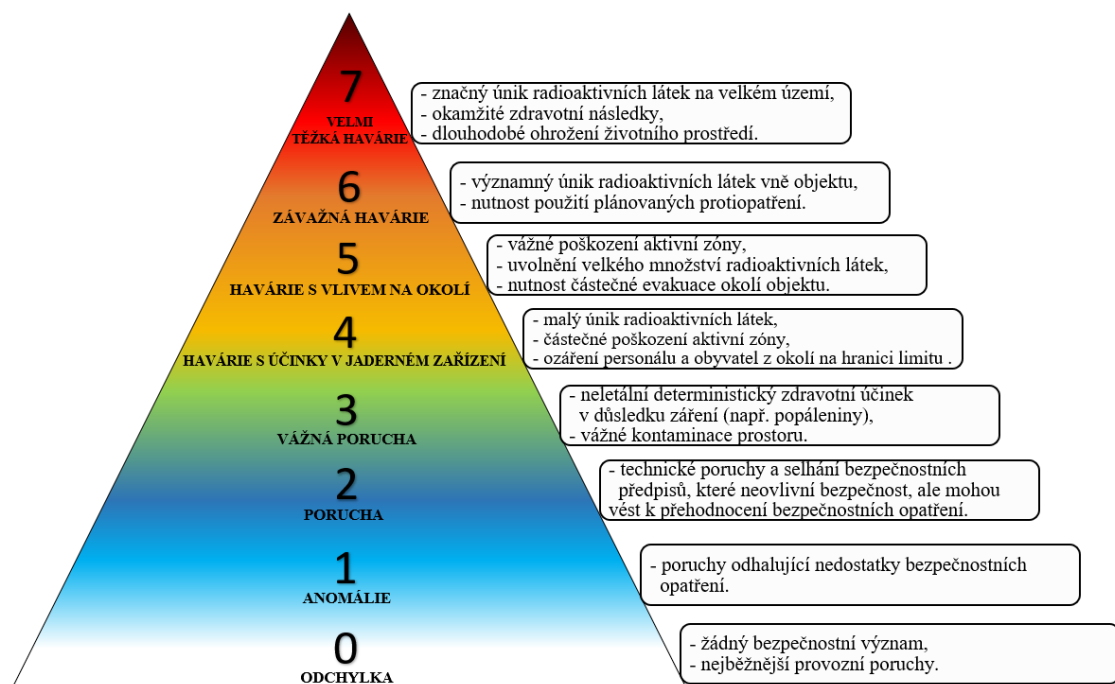 7
VELMI
TĚŽKÁ HAVÁRIE
- značný únik radioaktivních látek na velkém území,
- okamžité zdravotní následky,
- dlouhodobé ohrožení životního prostředí.
6
ZÁVAŽNÁ HAVÁRIE
- významný únik radioaktivních látek vně objektu,
- nutnost použití plánovaných protiopatření.
5
HAVÁRIE S VLIVEM NA OKOLÍ
- vážné poškození aktivní zóny,
- uvolnění velkého množství radioaktivních látek,
- nutnost částečné evakuace okolí objektu.
4
HAVÁRIE S ÚČINKY V JADERNÉM ZAŘÍZENÍ
- malý únik radioaktivních látek,
- částečné poškození aktivní zóny,
- ozáření personálu a obyvatel z okolí na hranici limitu .
3
VÁŽNÁ PORUCHA
- neletální deterministický zdravotní účinek
v důsledku záření (např. popáleniny),
- vážné kontaminace prostoru.
2
PORUCHA
- technické poruchy a selhání bezpečnostních
předpisů, které neovlivní bezpečnost, ale mohou
vést k přehodnocení bezpečnostních opatření.
1
ANOMÁLIE
- poruchy odhalující nedostatky bezpečnostních
opatření.
0
ODCHYLKA
- žádný bezpečnostní význam,
- nejběžnější provozní poruchy.